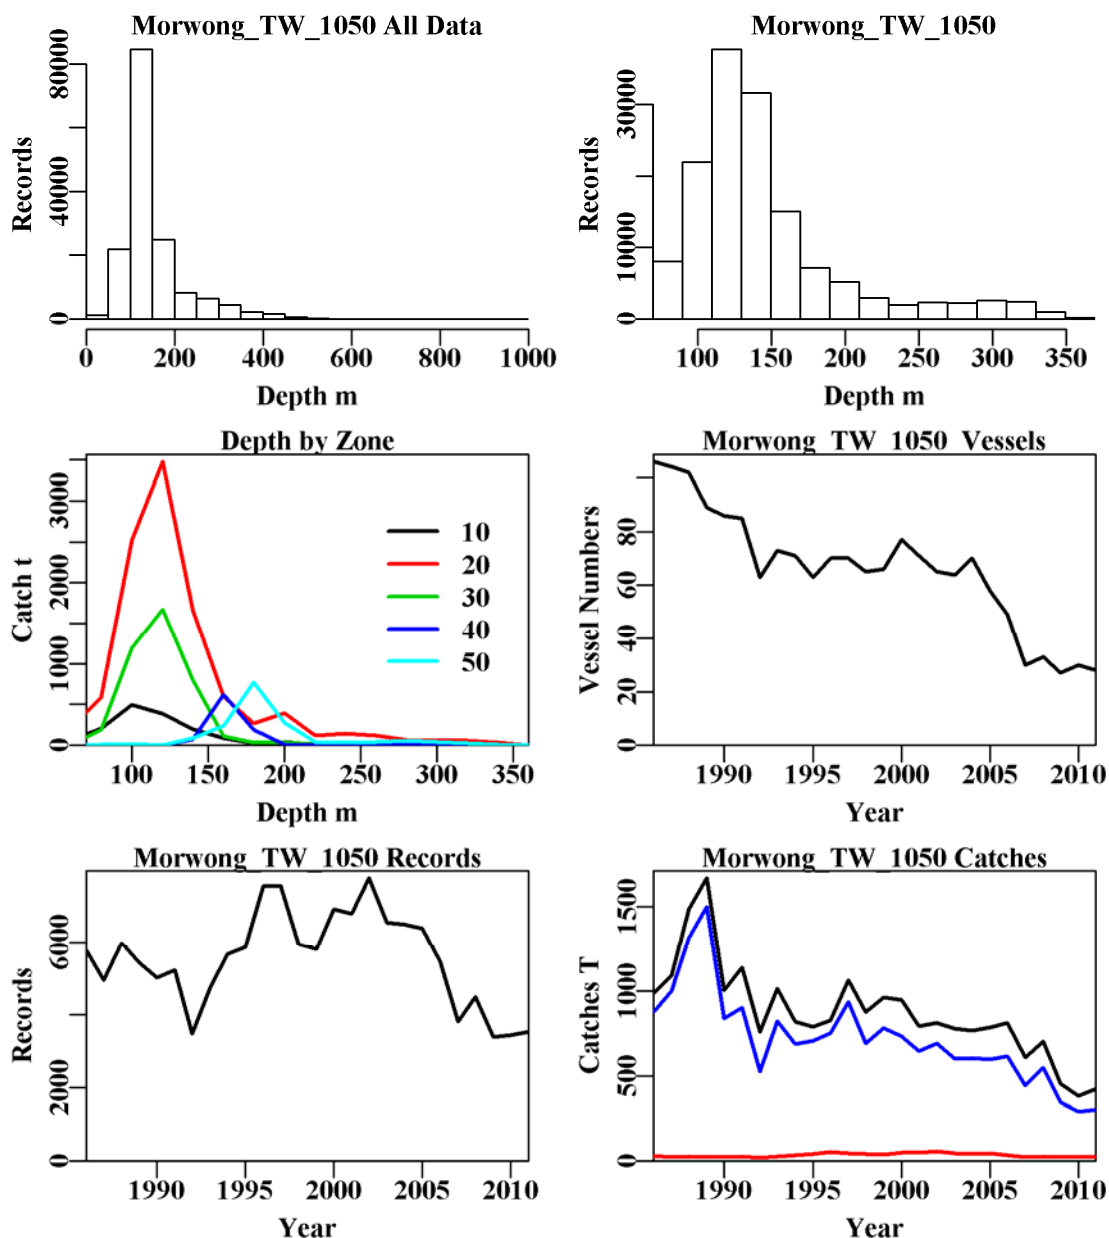 Morwong_TW_1050 All Data
Records
0 40000 80000
0 200 400 600 800 1000
Depth m
Morwong_TW_1050
Records
0 10000 30000
100 150 200 250 300 350
Depth m
Depth by Zone
Catch t
0 1000 2000 3000
10
20
30
40
50
100 150 200 250 300 350
Depth m
Morwong_TW_1050_Vessels
Vessel Numbers
0 20 40 60 80
1990 1995 2000 2005 2010
Year
Morwong_TW_1050 Records
Records
0 2000 6000
1990 1995 2000 2005 2010
Year
Morwong_TW_1050 Catches
Catches T
0 500 1000 1500
1990 1995 2000 2005 2010
Year